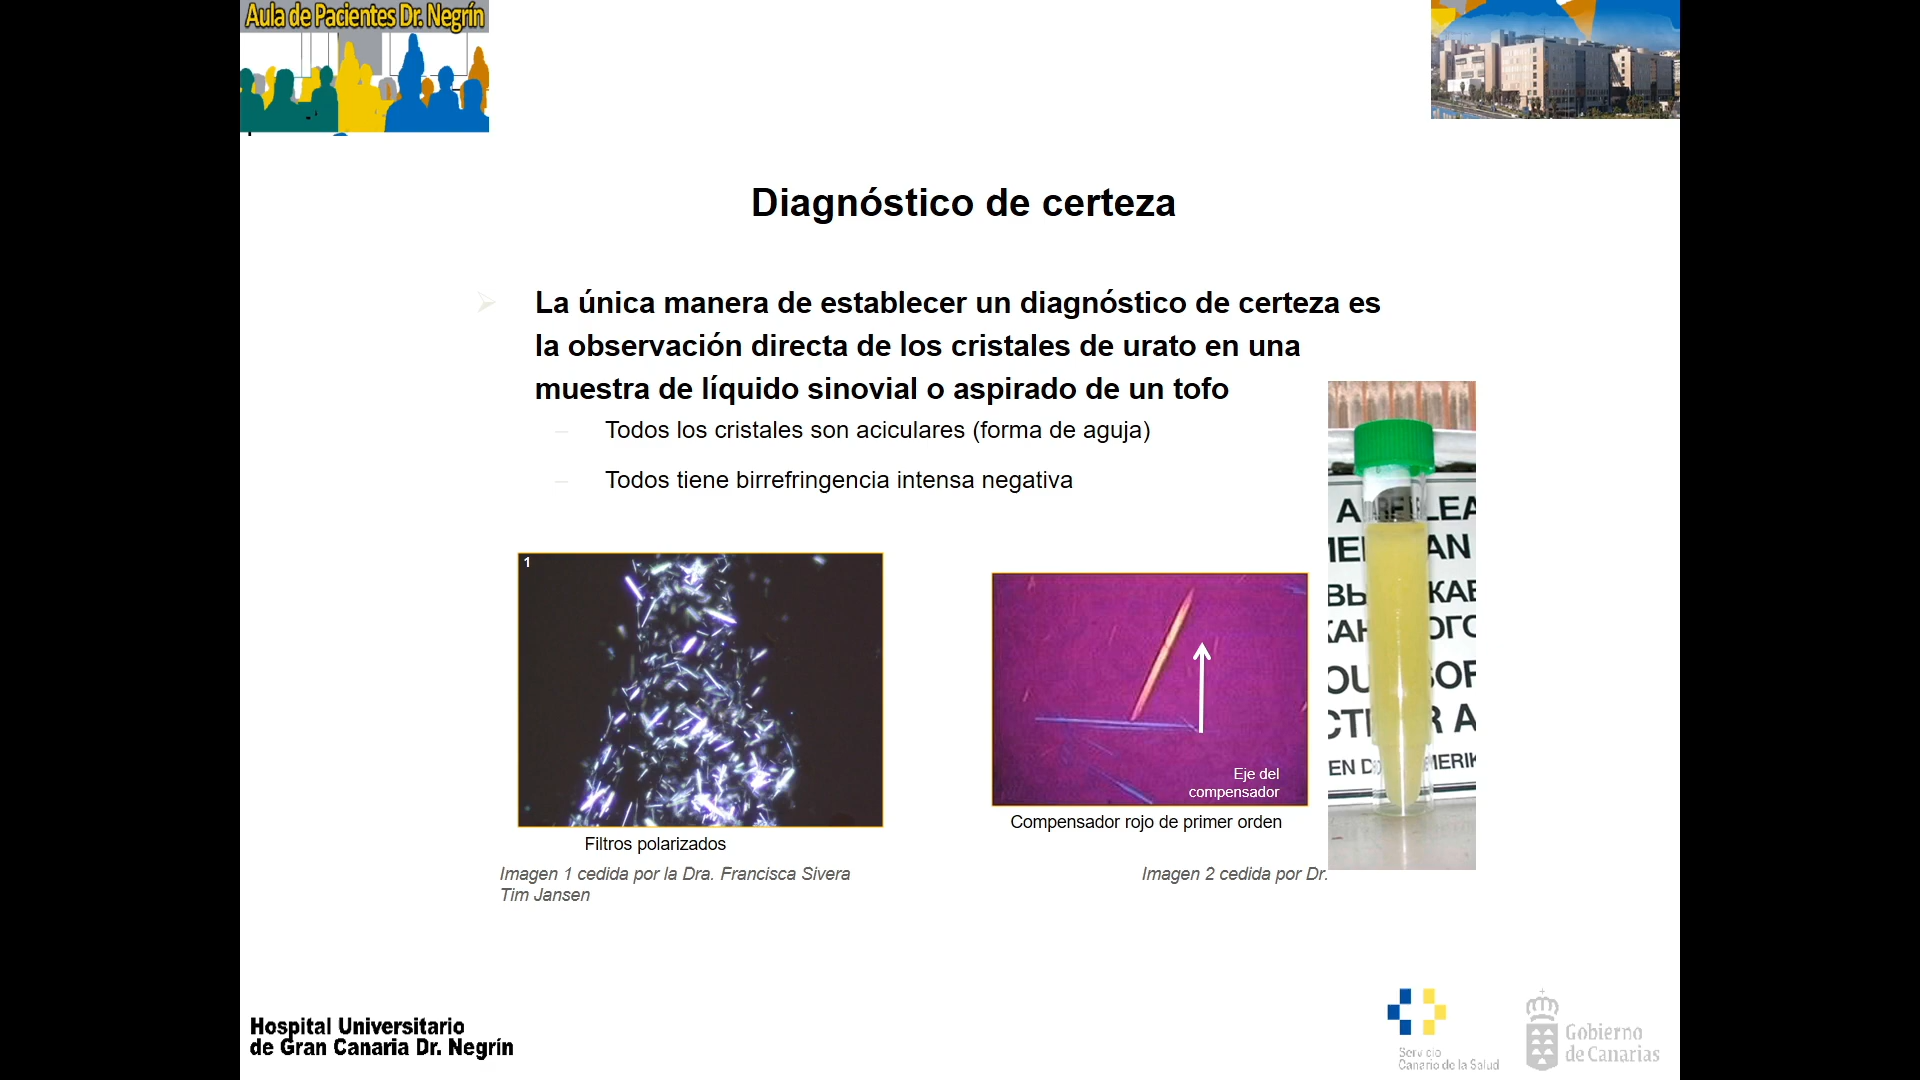 Aula de Pacientes Dr. Negrín
Diagnóstico de certeza
La única manera de establecer un diagnóstico de certeza es
la observación directa de los cristales de urato en una
muestra de líquido sinovial o aspirado de un tofo
Todos los cristales son aciculares (forma de aguja)
Todos tiene birrefringencia intensa negativa
1
Eje del
compensador
Filtros polarizados
Compensador rojo de primer orden
Imagen 1 cedida por la Dra. Francisca Sivera
Imagen 2 cedida por Dr.
Tim Jansen
EN D
MERIK
Hospital Universitario
de Gran Canaria Dr. Negrín
Servicio
Canario de la Salud
Gobierno
de Canarias